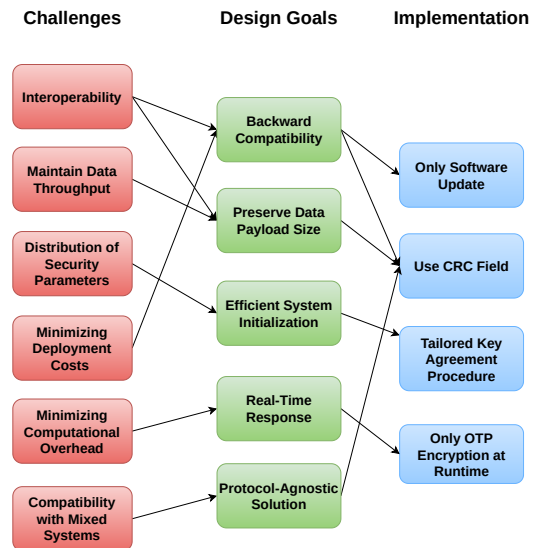 Challenges
Design Goals
Implementation
Interoperability
Maintain Data
Throughput
Distribution of
Security
Parameters
Minimizing
Deployment
Costs
Minimizing
Computational
Overhead
Compatibility
with Mixed
Systems
Backward
Compatibility
Preserve Data
Payload Size
Efficient System
Initialization
Real-Time
Response
Protocol-Agnostic
Solution
Only Software
Update
Use CRC Field
Tailored Key
Agreement
Procedure
Only OTP
Encryption at
Runtime